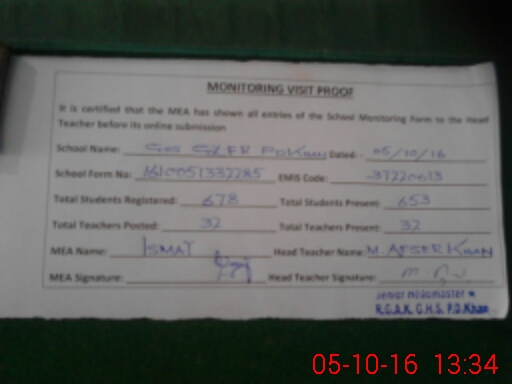 MONITORING VISIT PROOF
It is certified that the MEA has shown all entries of the School Monitoring Form to the Head
Teacher before its online submission
School Name: GHS Dated: 05/10/16
School Form No: EMIS Code:
Total Students Registered: 678 Total Students Present: 653
Total Teachers Posted: 32 Total Teachers Present: 32
MEA Name: ISMAT Head Teacher Name: M. AFSER KHAN
MEA Signature: Head Teacher Signature:
Senior Headmaster
R.G.A.K. G.H.S. P.D.Khan
05-10-16 13:34